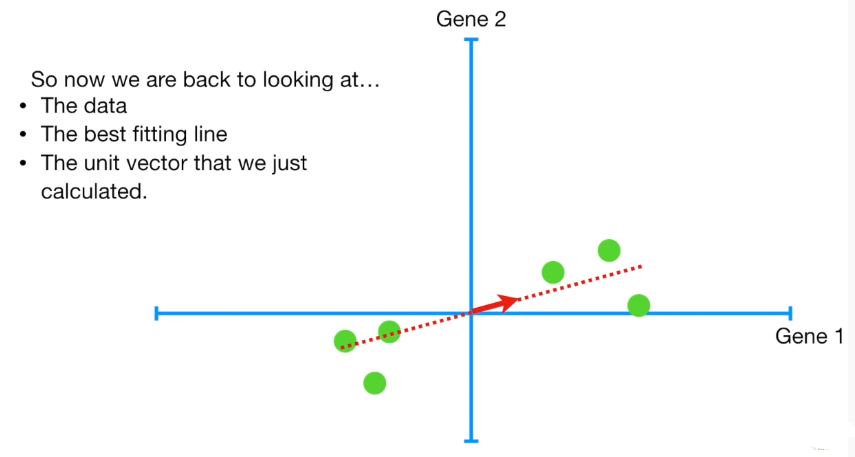 Gene 2
So now we are back to looking at…
• The data
• The best fitting line
• The unit vector that we just
calculated.
Gene 1